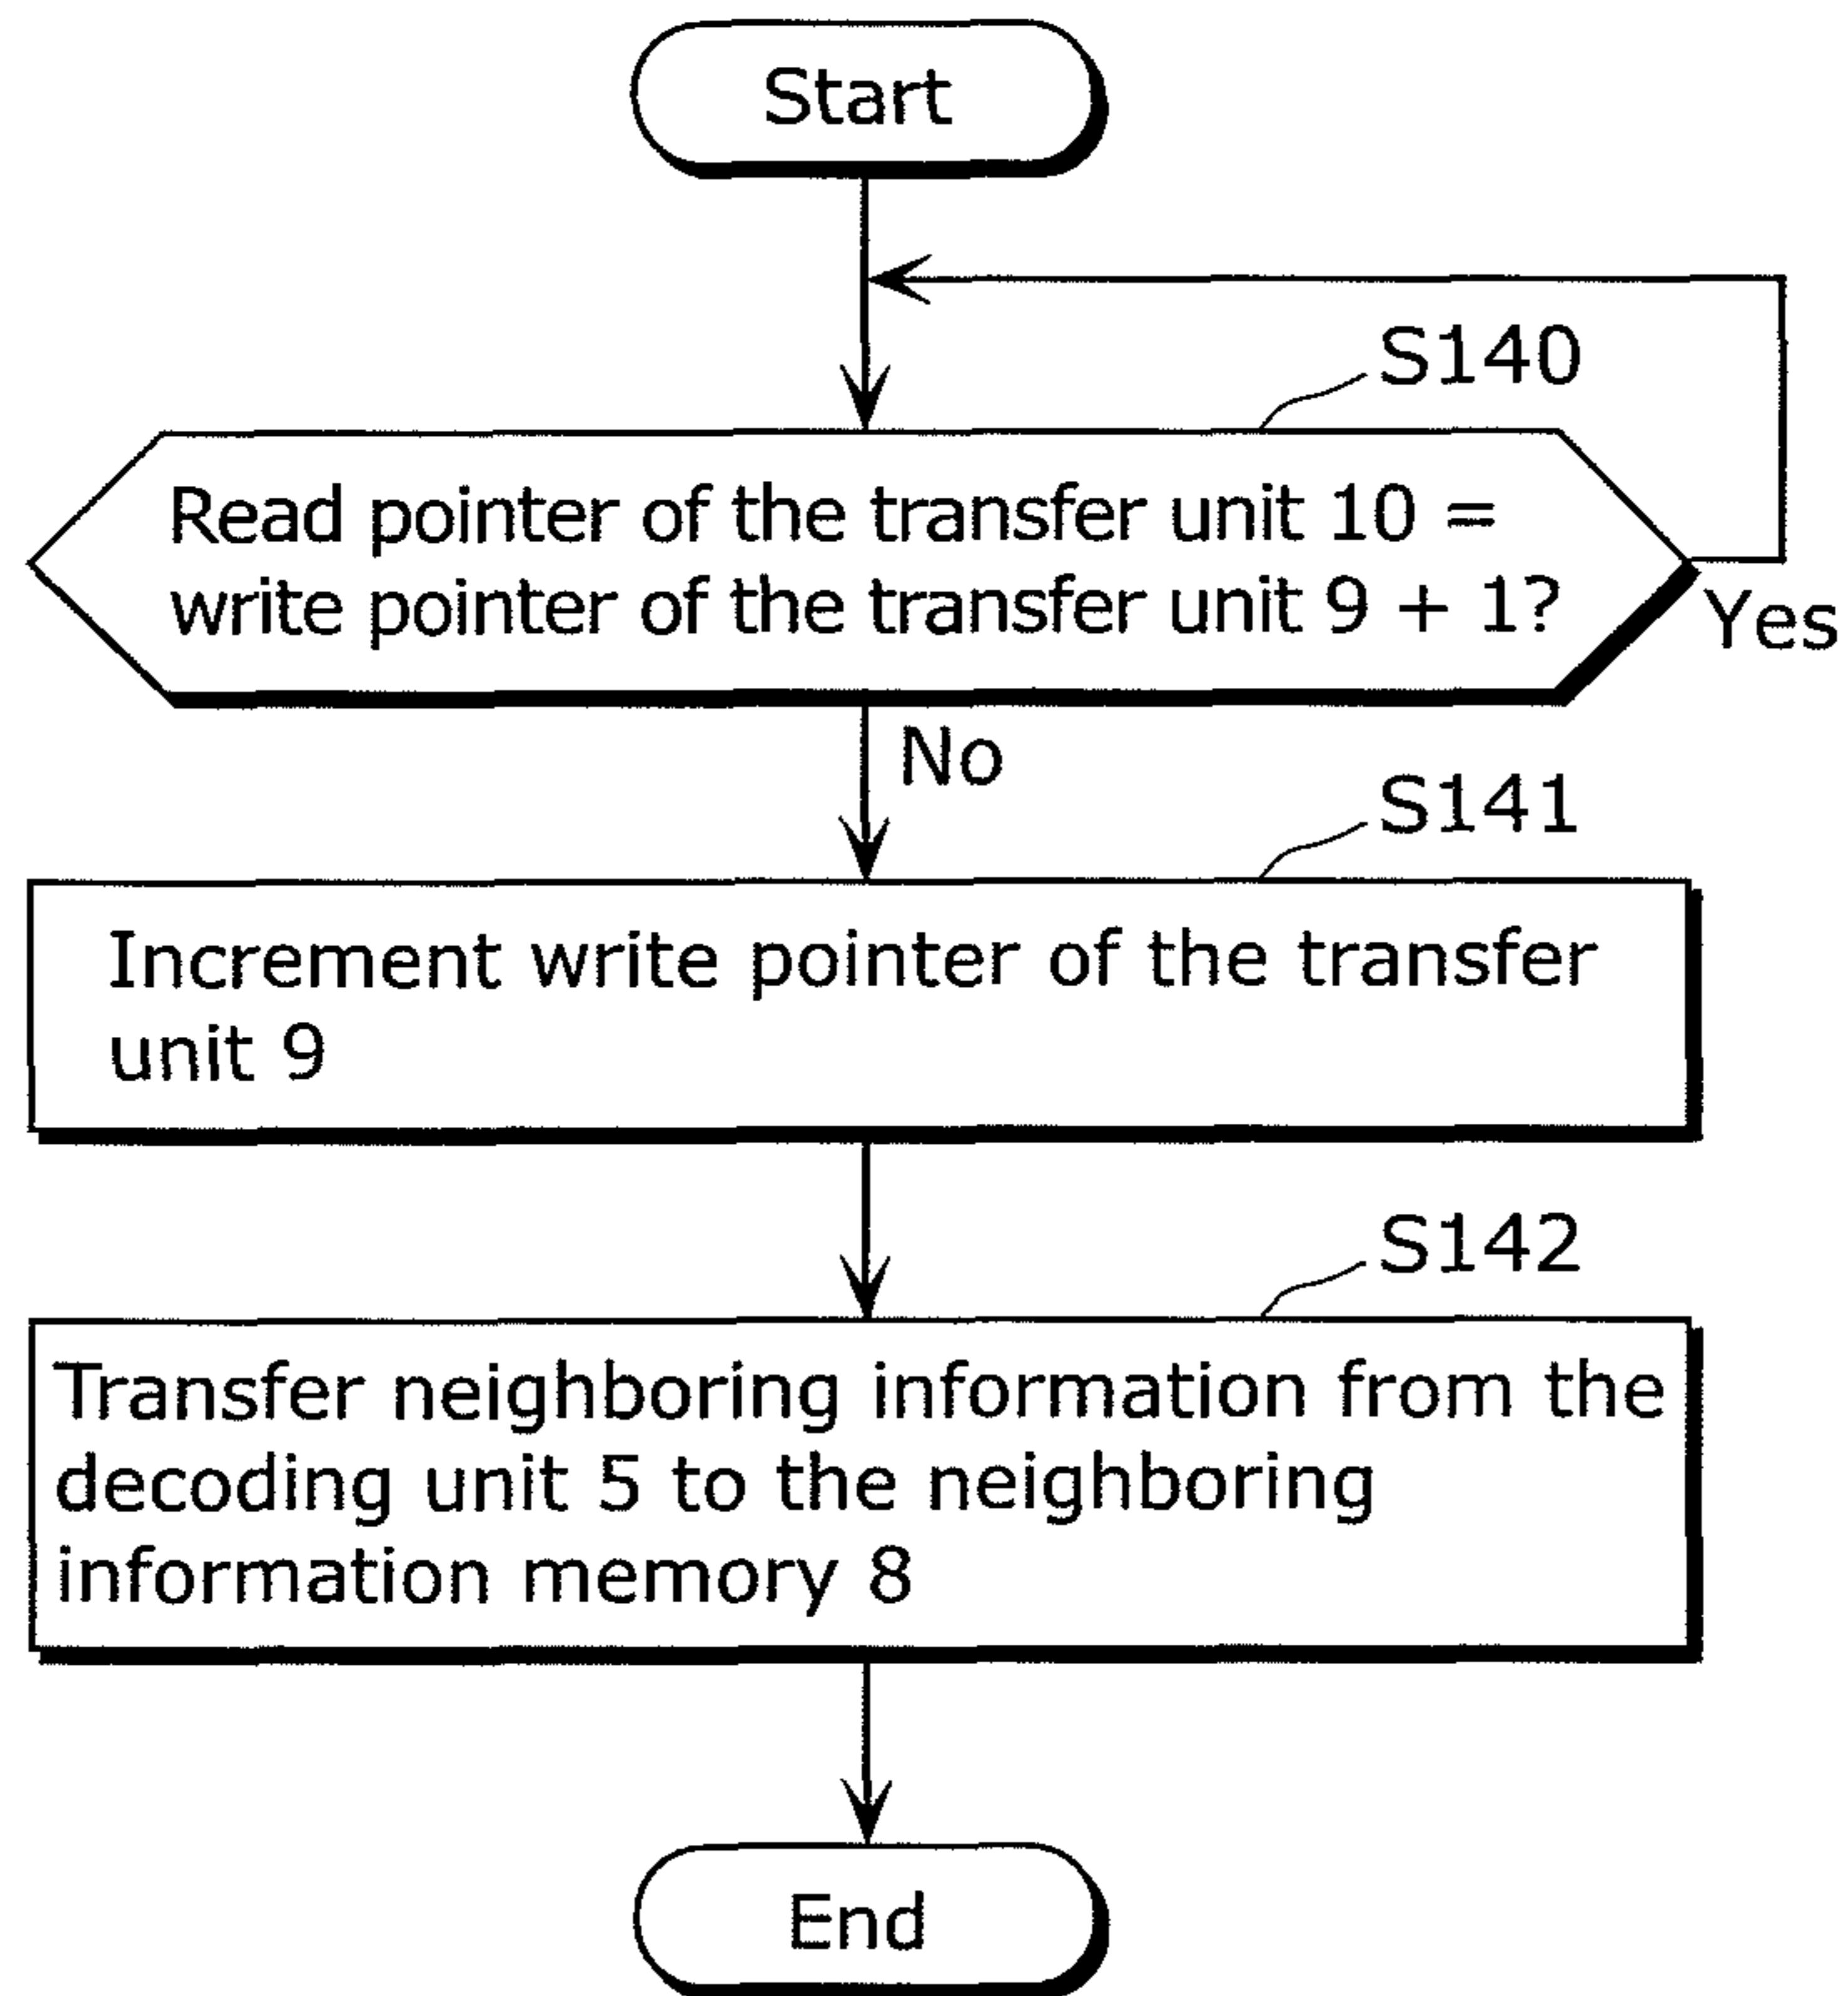 Start
S140
Read pointer of the transfer unit 10 =
write pointer of the transfer unit 9 + 1?
Yes
No
S141
Increment write pointer of the transfer
unit 9
S142
Transfer neighboring information from the
decoding unit 5 to the neighboring
information memory 8
End